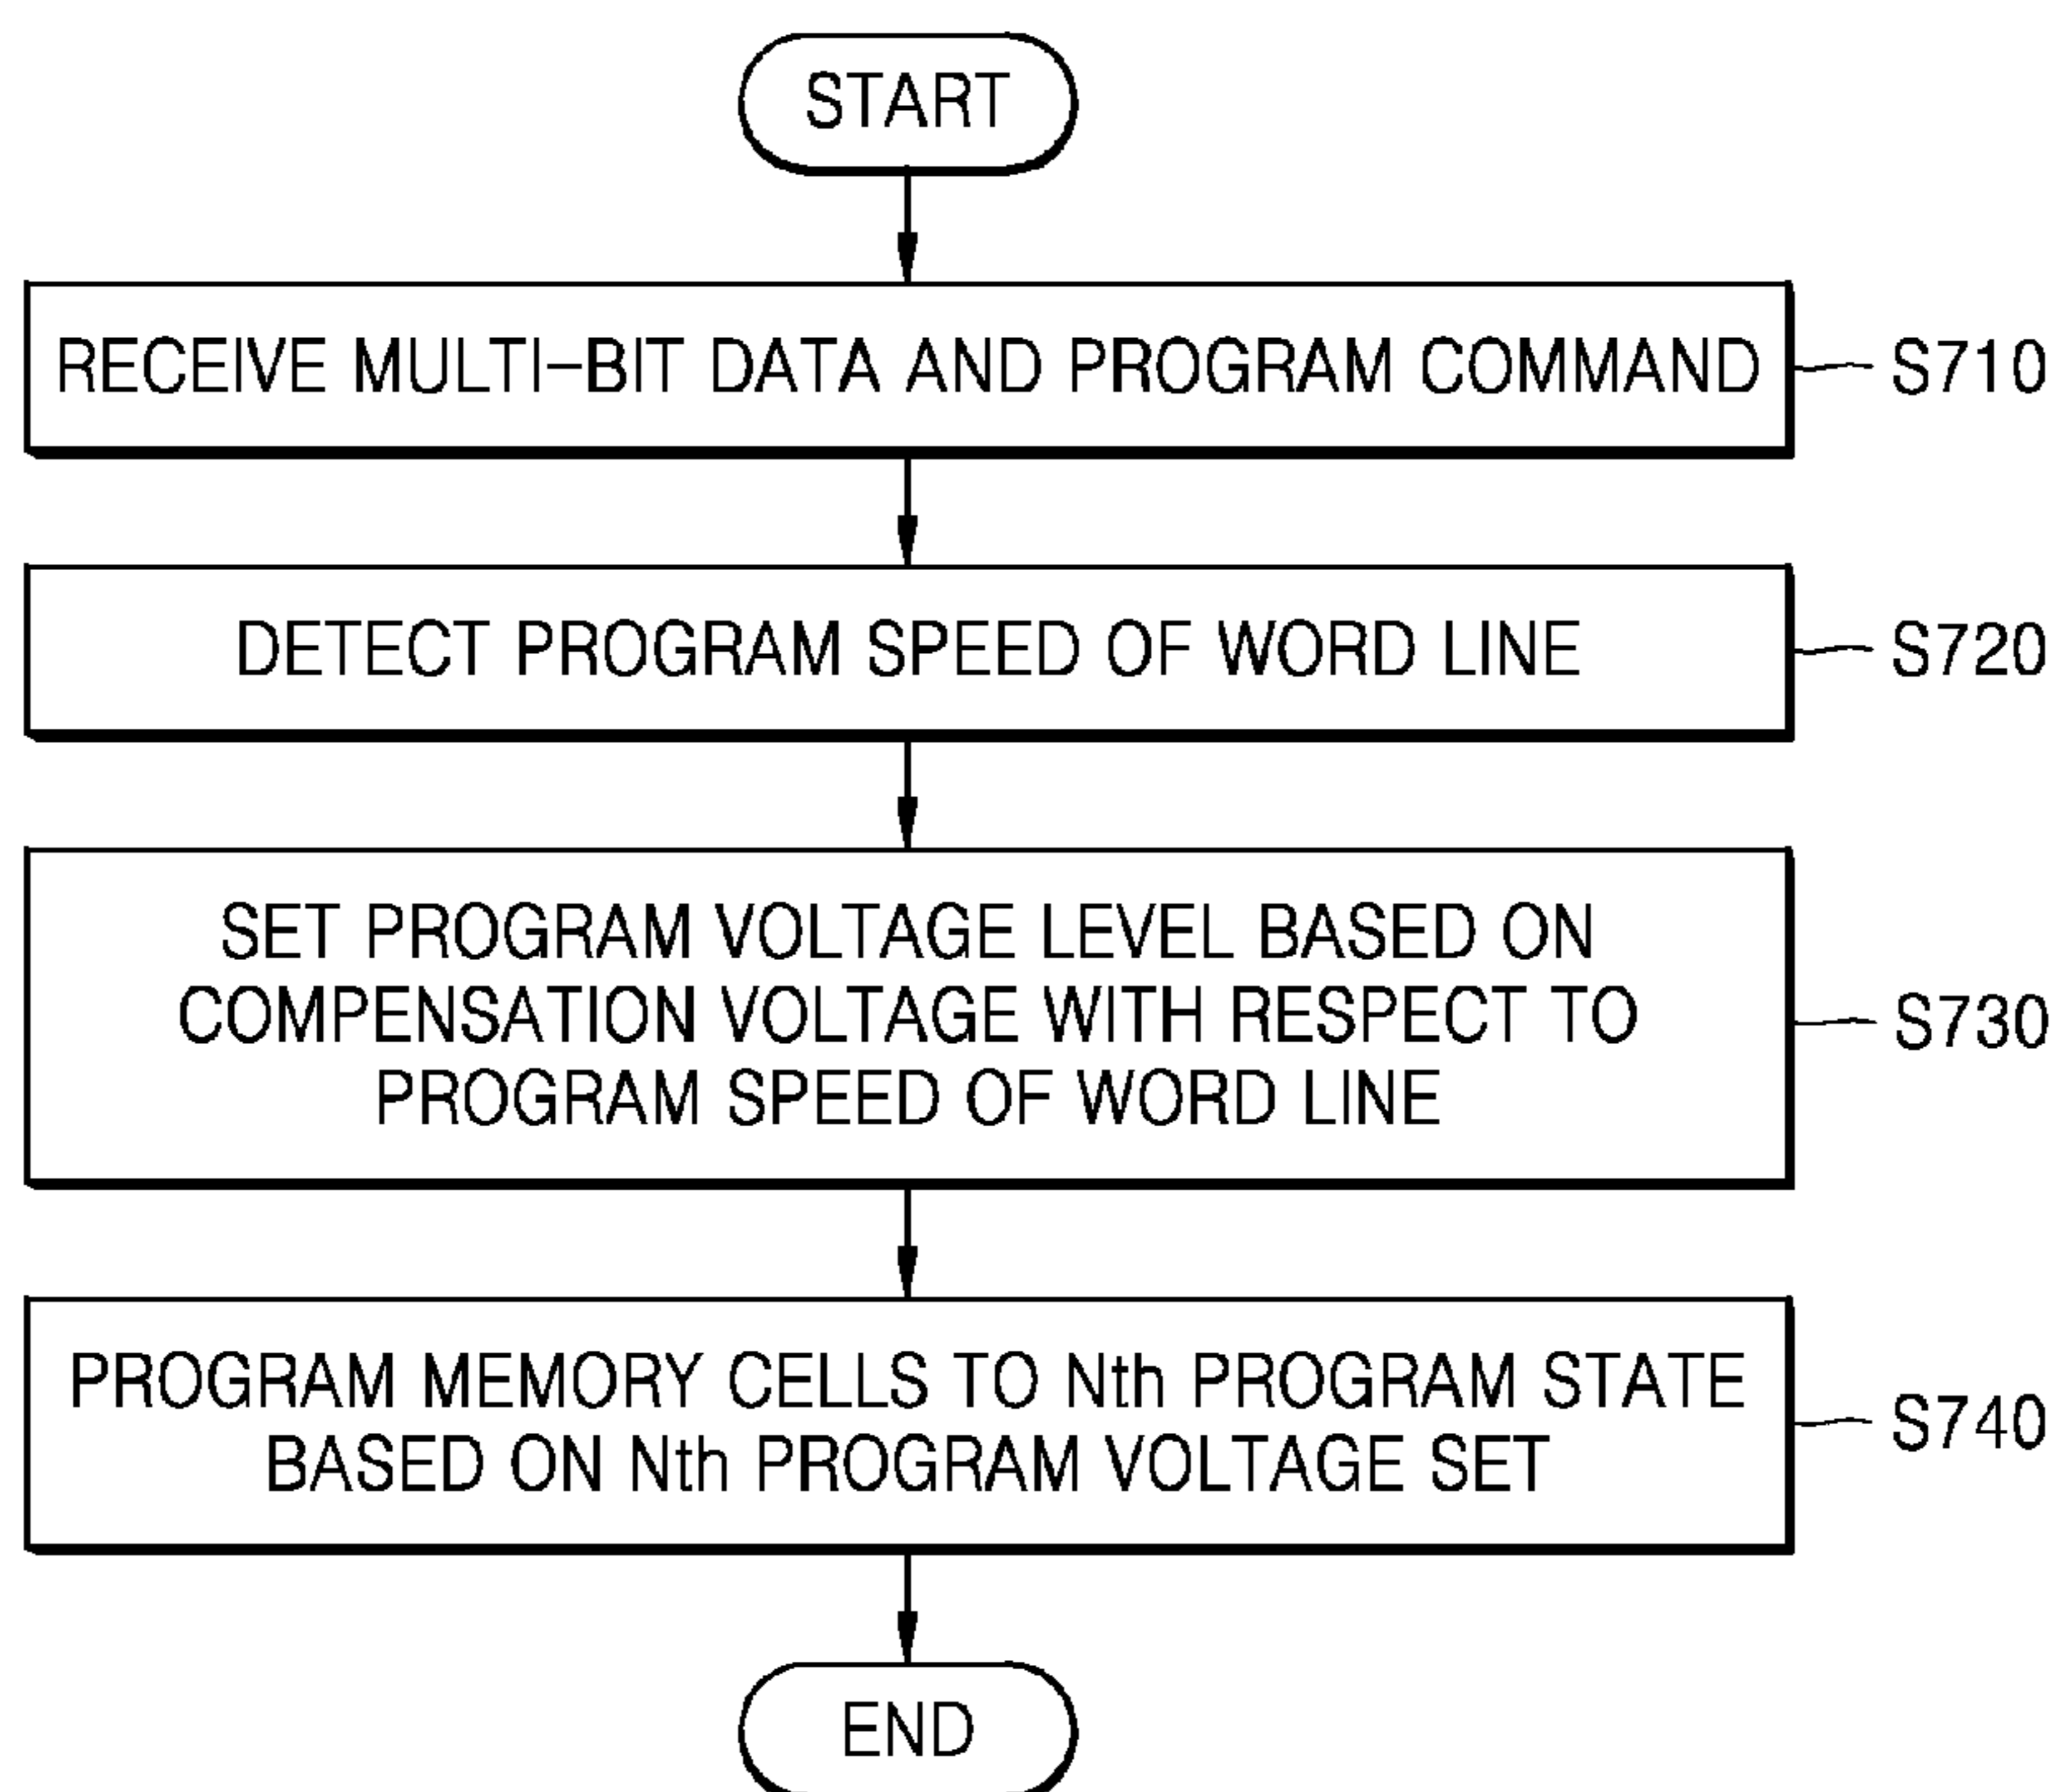 START
RECEIVE MULTI-BIT DATA AND PROGRAM COMMAND
S710
DETECT PROGRAM SPEED OF WORD LINE
S720
SET PROGRAM VOLTAGE LEVEL BASED ON
COMPENSATION VOLTAGE WITH RESPECT TO
PROGRAM SPEED OF WORD LINE
S730
PROGRAM MEMORY CELLS TO Nth PROGRAM STATE
BASED ON Nth PROGRAM VOLTAGE SET
S740
END